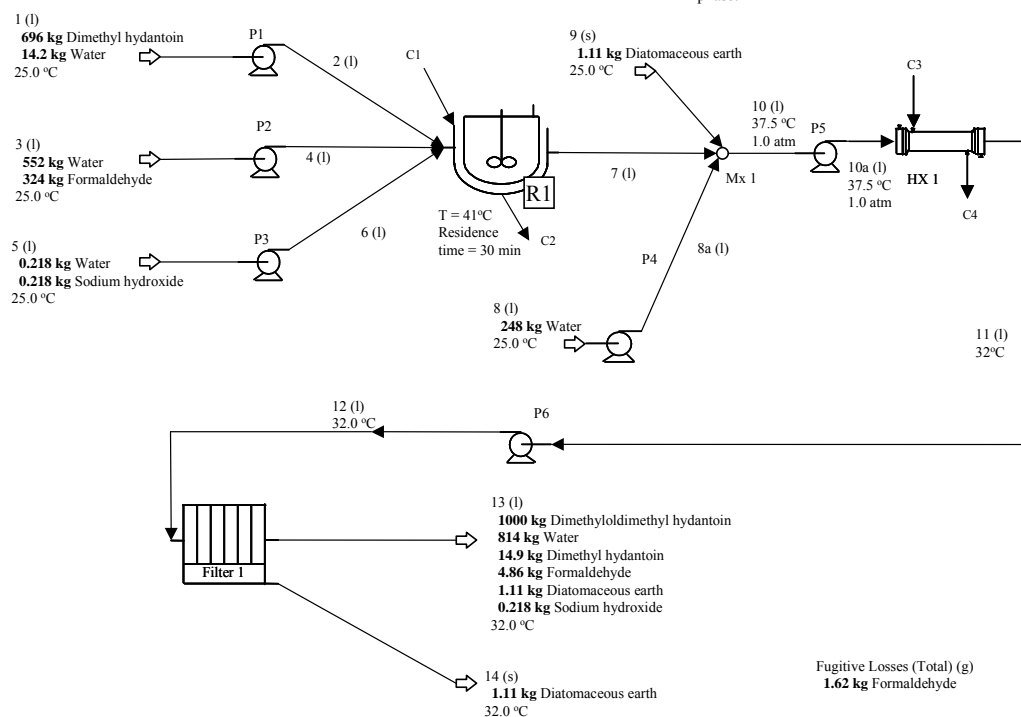 phase.
1 (l)
696 kg Dimethyl hydantoin
14.2 kg Water
25.0 °C
P1
2 (l)
C1
3 (l)
552 kg Water
324 kg Formaldehyde
25.0 °C
P2
4 (l)
5 (l)
0.218 kg Water
0.218 kg Sodium hydroxide
25.0 °C
P3
6 (l)
R1
T = 41°C
Residence
time = 30 min
C2
7 (l)
9 (s)
1.11 kg Diatomaceous earth
25.0 °C
Mx 1
8 (l)
248 kg Water
25.0 °C
P4
8a (l)
10 (l)
37.5 °C
1.0 atm
P5
10a (l)
37.5 °C
1.0 atm
C3
HX 1
C4
11 (l)
32°C
12 (l)
32.0 °C
P6
Filter 1
13 (l)
1000 kg Dimethyloldimethyl hydantoin
814 kg Water
14.9 kg Dimethyl hydantoin
4.86 kg Formaldehyde
1.11 kg Diatomaceous earth
0.218 kg Sodium hydroxide
32.0 °C
14 (s)
1.11 kg Diatomaceous earth
32.0 °C
Fugitive Losses (Total) (g)
1.62 kg Formaldehyde